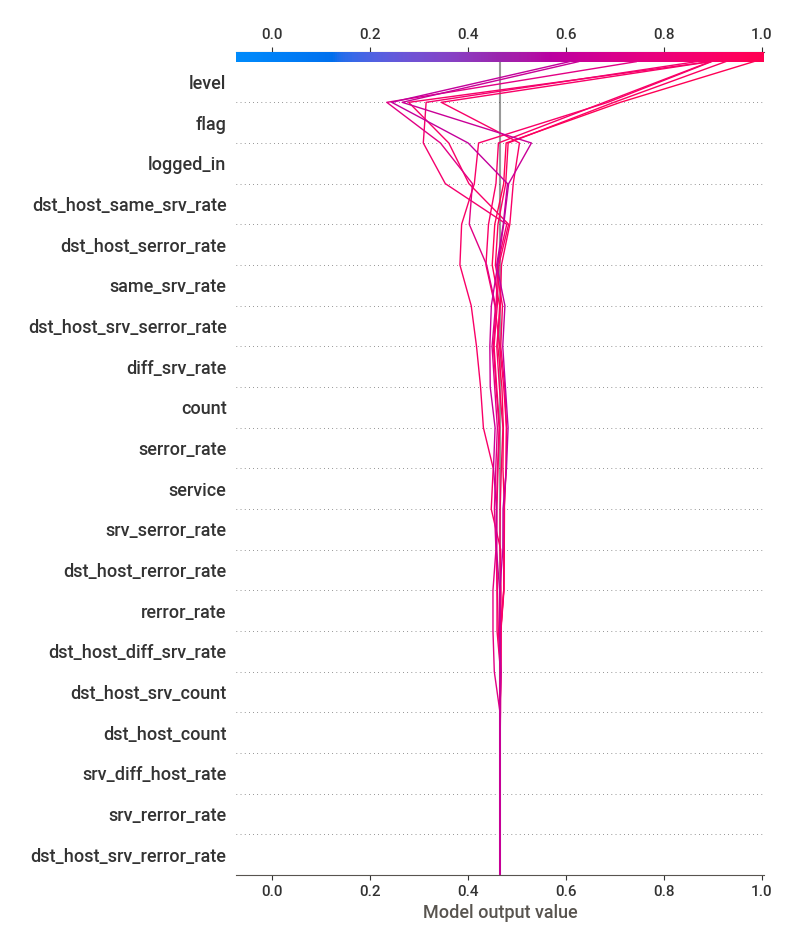 0.0 0.2 0.4 0.6 0.8 1.0
level
flag
logged_in
dst_host_same_srv_rate
dst_host_serror_rate
same_srv_rate
dst_host_srv_serror_rate
diff_srv_rate
count
serror_rate
service
srv_serror_rate
dst_host_rerror_rate
rerror_rate
dst_host_diff_srv_rate
dst_host_srv_count
dst_host_count
srv_diff_host_rate
srv_rerror_rate
dst_host_srv_rerror_rate
0.0 0.2 0.4 0.6 0.8 1.0
Model output value